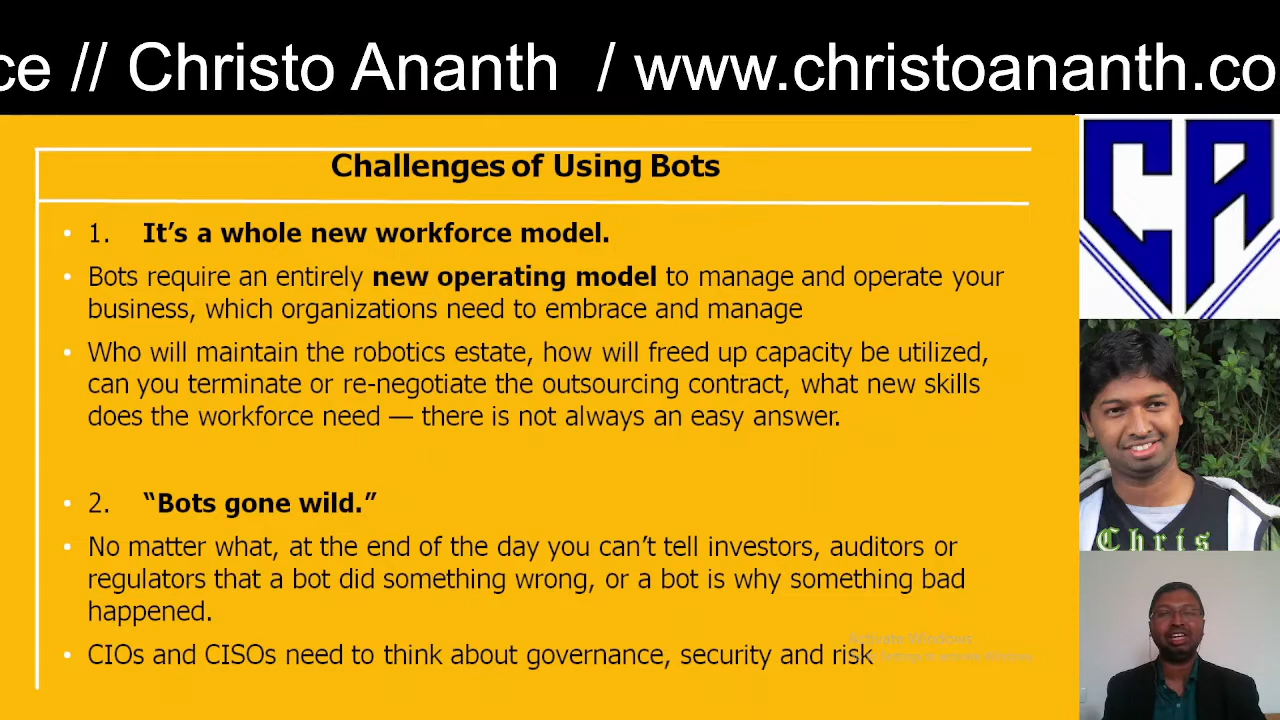 ce // Christo Ananth / www.christoananth.co
Challenges of Using Bots
• 1. It’s a whole new workforce model.
• Bots require an entirely new operating model to manage and operate your
business, which organizations need to embrace and manage
• Who will maintain the robotics estate, how will freed up capacity be utilized,
can you terminate or re-negotiate the outsourcing contract, what new skills
does the workforce need — there is not always an easy answer.
• 2. “Bots gone wild.”
• No matter what, at the end of the day you can’t tell investors, auditors or
regulators that a bot did something wrong, or a bot is why something bad
happened.
• CIOs and CISOs need to think about governance, security and risk
Activate Windows
CA
Chris